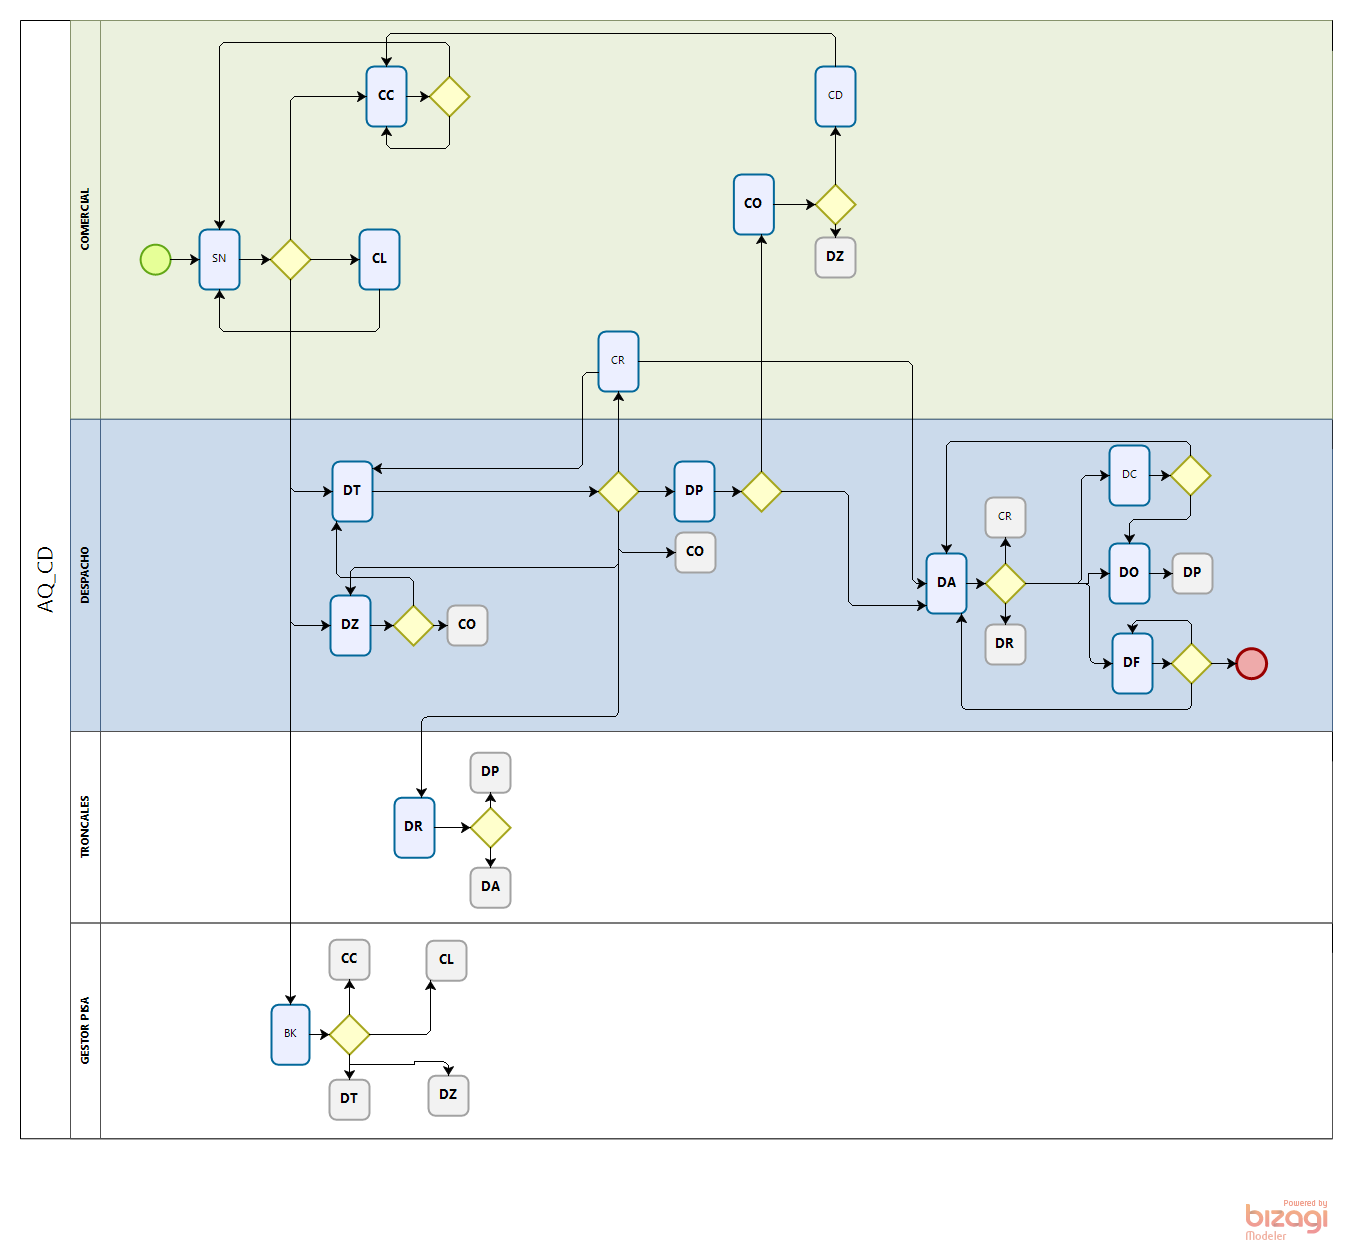 AQ_CD
COMERCIAL
CC
CD
CO
DZ
SN
CL
CR
DESPACHO
DT
DP
CO
DZ
CO
DA
CR
DR
DC
DO
DP
DF
TRONCALES
DP
DR
DA
GESTOR PISA
CC
CL
BK
DT
DZ
Powered by
bizagi
Modeler